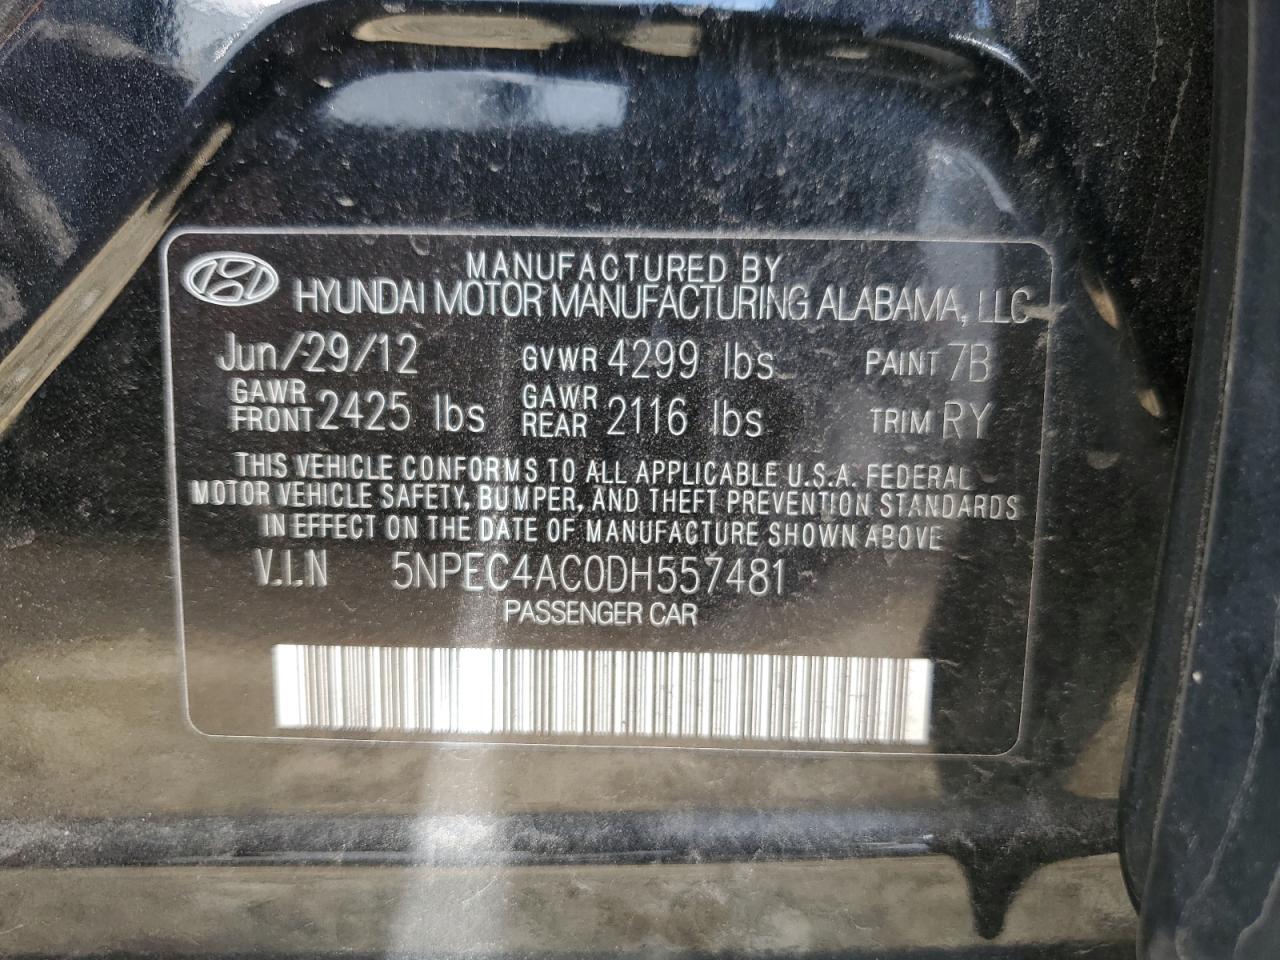 MANUFACTURED BY
HYUNDAI MOTOR MANUFACTURING ALABAMA, LLC
Jun/29/12 GVWR 4299 lbs PAINT 7B
GAWR FRONT 2425 lbs GAWR REAR 2116 lbs TRIM RY
THIS VEHICLE CONFORMS TO ALL APPLICABLE U.S.A. FEDERAL
MOTOR VEHICLE SAFETY, BUMPER, AND THEFT PREVENTION STANDARDS
IN EFFECT ON THE DATE OF MANUFACTURE SHOWN ABOVE
V.I.N 5NPEC4AC0DH557481
PASSENGER CAR